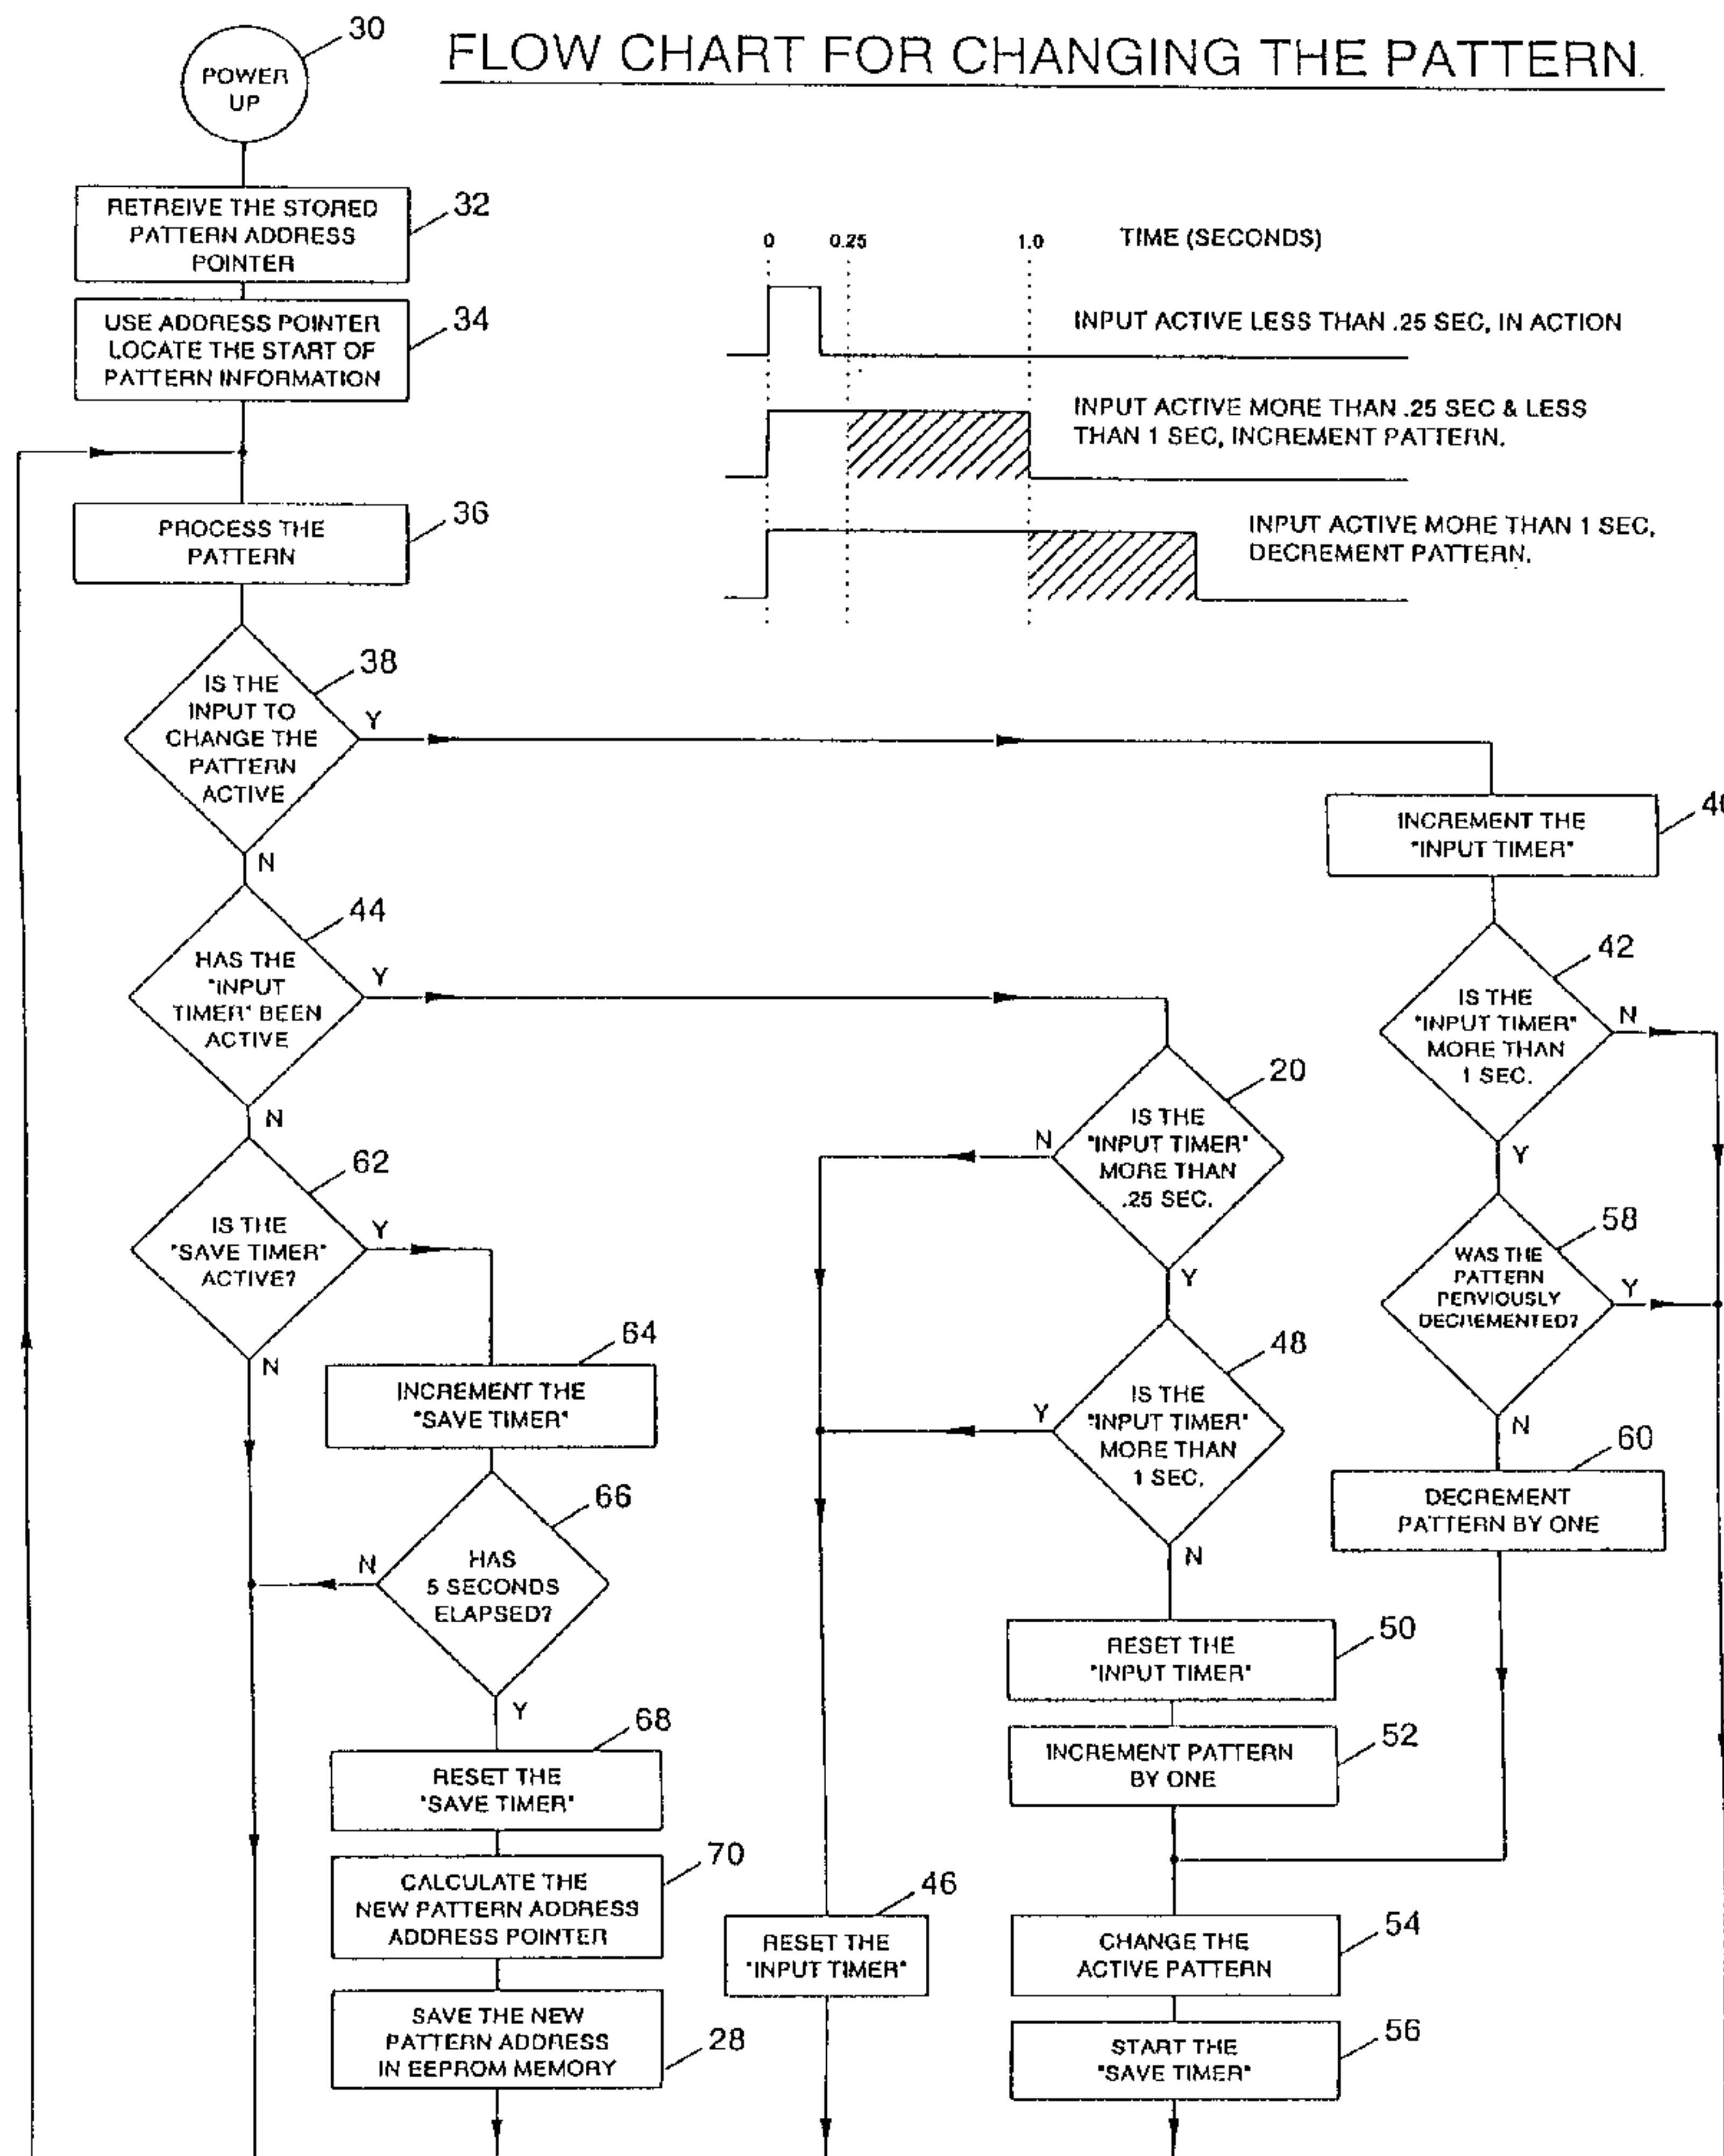 FLOW CHART FOR CHANGING THE PATTERN.
30
POWER
UP
32
RETREIVE THE STORED
PATTERN ADDRESS
POINTER
34
USE ADDRESS POINTER
LOCATE THE START OF
PATTERN INFORMATION
0 0.25 1.0 TIME (SECONDS)
INPUT ACTIVE LESS THAN .25 SEC, IN ACTION
INPUT ACTIVE MORE THAN .25 SEC & LESS
THAN 1 SEC, INCREMENT PATTERN.
INPUT ACTIVE MORE THAN 1 SEC,
DECREMENT PATTERN.
36
PROCESS THE
PATTERN
38
IS THE
INPUT TO
CHANGE THE
PATTERN
ACTIVE
Y
N
INCREMENT THE
"INPUT TIMER"
44
HAS THE
"INPUT
TIMER" BEEN
ACTIVE
Y
N
42
IS THE
"INPUT TIMER"
MORE THAN
1 SEC.
N
Y
20
IS THE
"INPUT TIMER"
MORE THAN
.25 SEC.
N
Y
62
IS THE
"SAVE TIMER"
ACTIVE?
Y
N
58
WAS THE
PATTERN
PERVIOUSLY
DECREMENTED?
Y
N
64
INCREMENT THE
"SAVE TIMER"
48
IS THE
"INPUT TIMER"
MORE THAN
1 SEC.
Y
N
60
DECREMENT
PATTERN BY ONE
66
HAS
5 SECONDS
ELAPSED?
N
Y
50
RESET THE
"INPUT TIMER"
52
INCREMENT PATTERN
BY ONE
68
RESET THE
"SAVE TIMER"
70
CALCULATE THE
NEW PATTERN ADDRESS
ADDRESS POINTER
46
RESET THE
"INPUT TIMER"
54
CHANGE THE
ACTIVE PATTERN
28
SAVE THE NEW
PATTERN ADDRESS
IN EEPROM MEMORY
56
START THE
"SAVE TIMER"